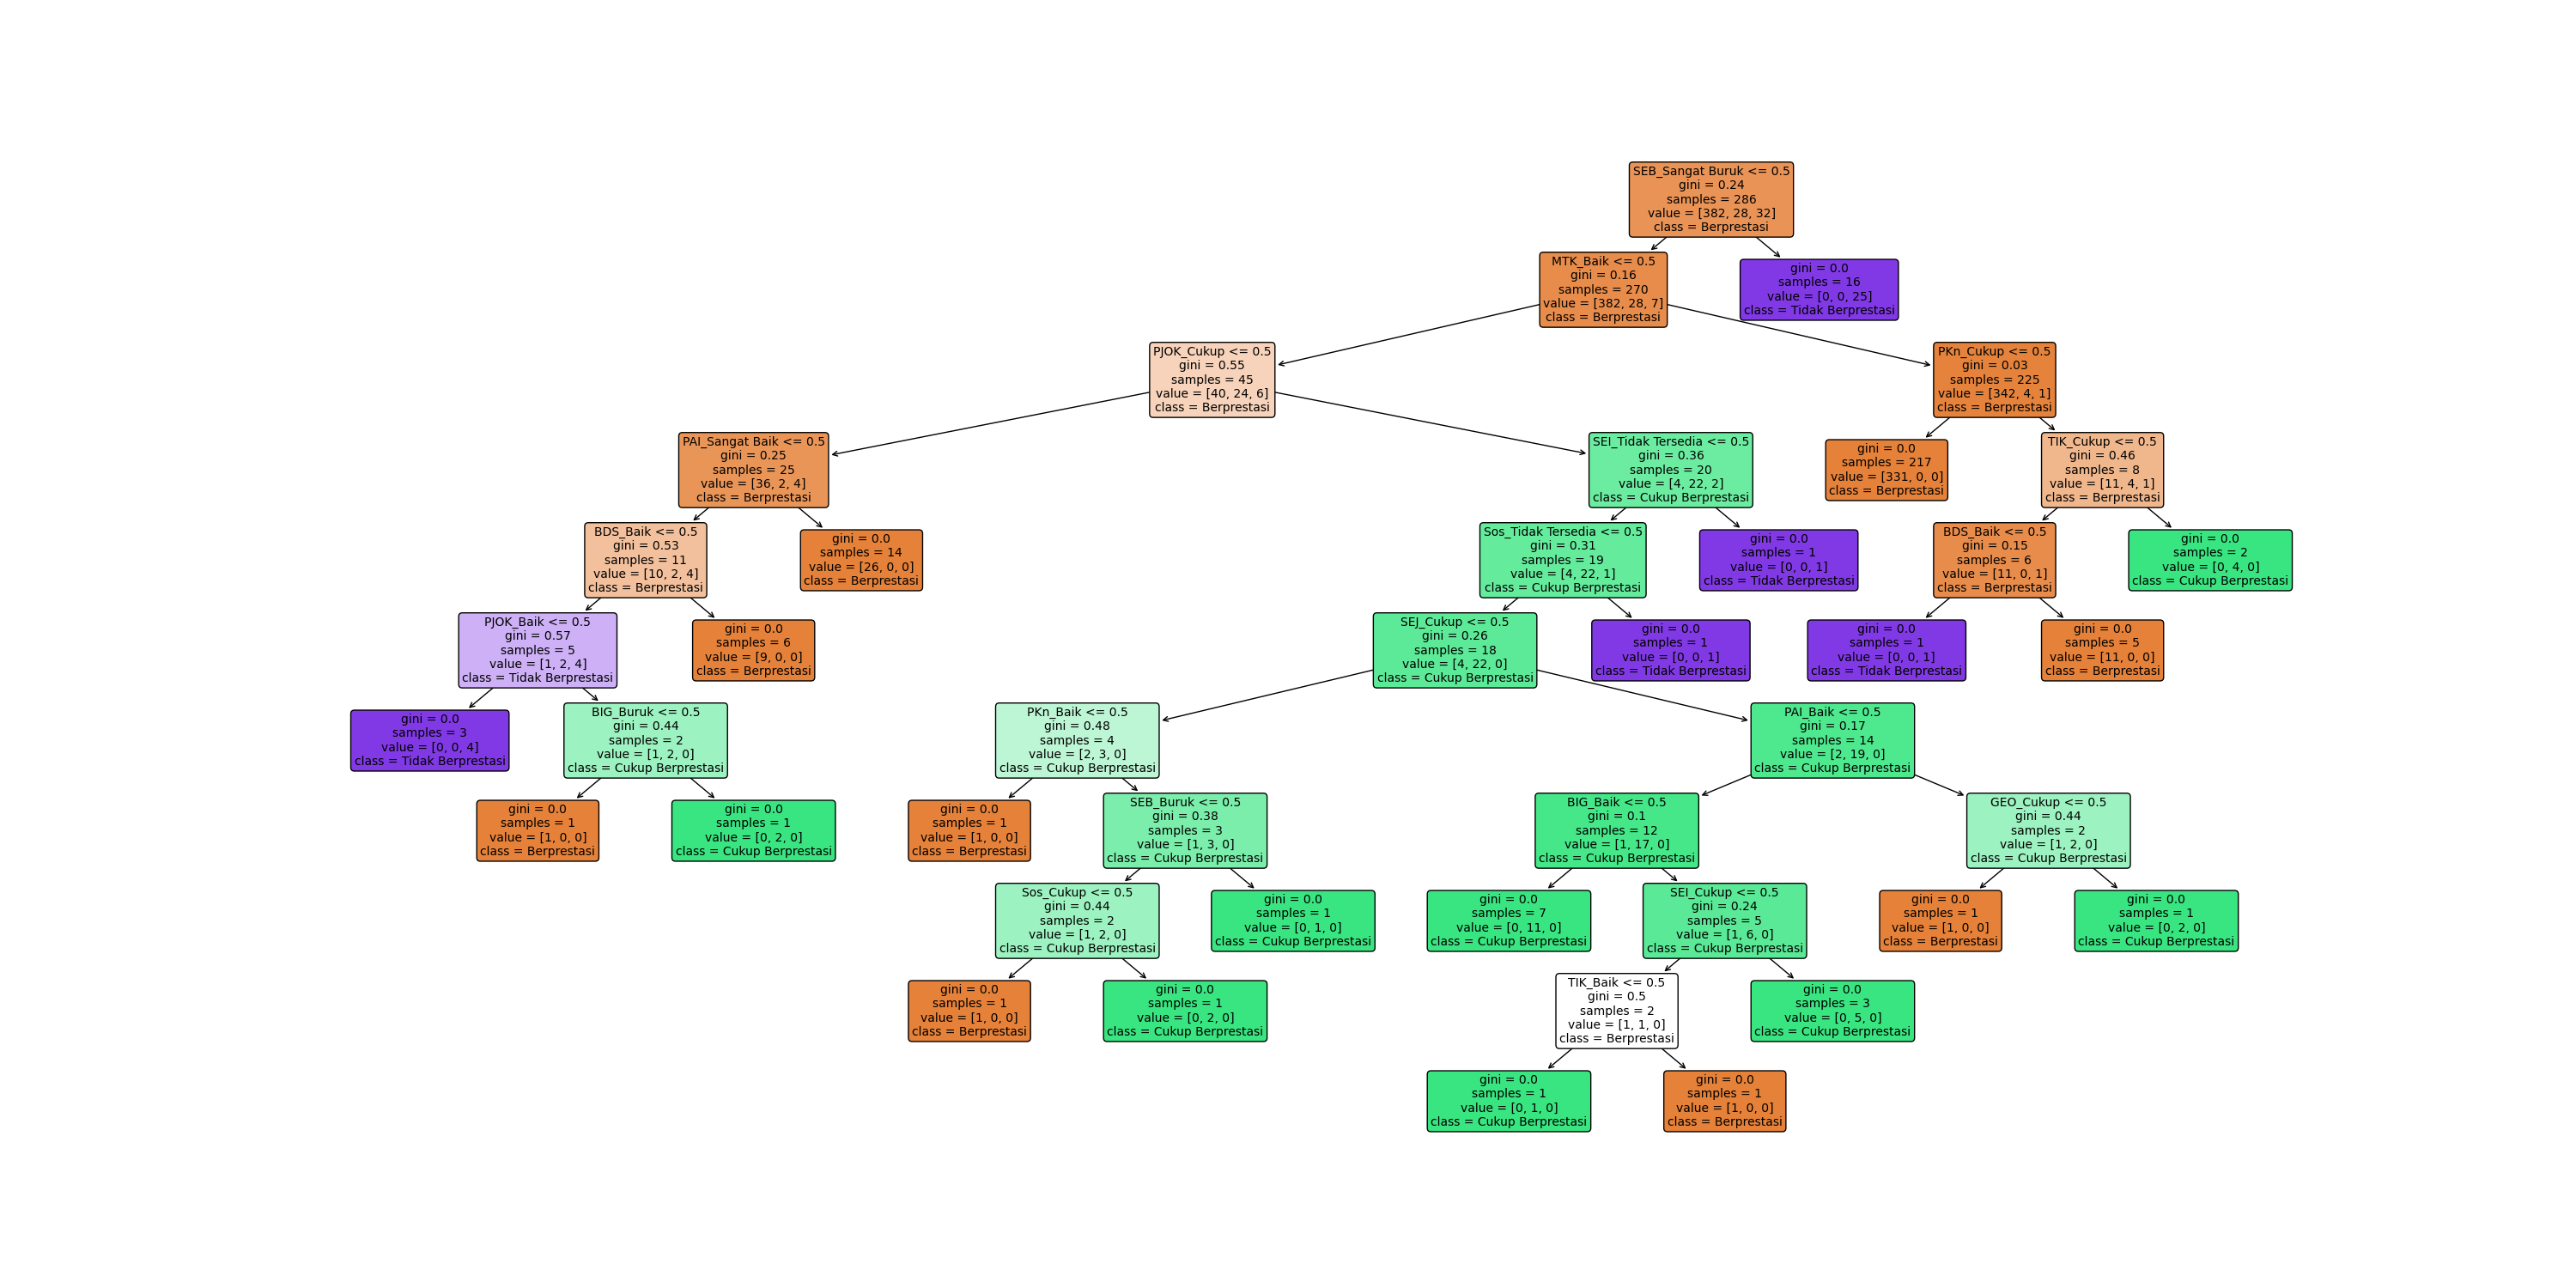 SEB_Sangat Buruk <= 0.5
gini = 0.24
samples = 286
value = [382, 28, 32]
class = Berprestasi
MTK_Baik <= 0.5
gini = 0.16
samples = 270
value = [382, 28, 7]
class = Berprestasi
gini = 0.0
samples = 16
value = [0, 0, 25]
class = Tidak Berprestasi
PJOK_Cukup <= 0.5
gini = 0.55
samples = 45
value = [40, 24, 6]
class = Berprestasi
PKn_Cukup <= 0.5
gini = 0.03
samples = 225
value = [342, 4, 1]
class = Berprestasi
PAI_Sangat Baik <= 0.5
gini = 0.25
samples = 25
value = [36, 2, 4]
class = Berprestasi
SEI_Tidak Tersedia <= 0.5
gini = 0.36
samples = 20
value = [4, 22, 2]
class = Cukup Berprestasi
gini = 0.0
samples = 217
value = [331, 0, 0]
class = Berprestasi
TIK_Cukup <= 0.5
gini = 0.46
samples = 8
value = [11, 4, 1]
class = Berprestasi
BDS_Baik <= 0.5
gini = 0.53
samples = 11
value = [10, 2, 4]
class = Berprestasi
gini = 0.0
samples = 14
value = [26, 0, 0]
class = Berprestasi
Sos_Tidak Tersedia <= 0.5
gini = 0.31
samples = 19
value = [4, 22, 1]
class = Cukup Berprestasi
gini = 0.0
samples = 1
value = [0, 0, 1]
class = Tidak Berprestasi
BDS_Baik <= 0.5
gini = 0.15
samples = 6
value = [11, 0, 1]
class = Berprestasi
gini = 0.0
samples = 2
value = [0, 4, 0]
class = Cukup Berprestasi
PJOK_Baik <= 0.5
gini = 0.57
samples = 5
value = [1, 2, 4]
class = Tidak Berprestasi
gini = 0.0
samples = 6
value = [9, 0, 0]
class = Berprestasi
SEJ_Cukup <= 0.5
gini = 0.26
samples = 18
value = [4, 22, 0]
class = Cukup Berprestasi
gini = 0.0
samples = 1
value = [0, 0, 1]
class = Tidak Berprestasi
gini = 0.0
samples = 1
value = [0, 0, 1]
class = Tidak Berprestasi
gini = 0.0
samples = 5
value = [11, 0, 0]
class = Berprestasi
gini = 0.0
samples = 3
value = [0, 0, 4]
class = Tidak Berprestasi
BIG_Buruk <= 0.5
gini = 0.44
samples = 2
value = [1, 2, 0]
class = Cukup Berprestasi
PKn_Baik <= 0.5
gini = 0.48
samples = 4
value = [2, 3, 0]
class = Cukup Berprestasi
PAI_Baik <= 0.5
gini = 0.17
samples = 14
value = [2, 19, 0]
class = Cukup Berprestasi
gini = 0.0
samples = 1
value = [1, 0, 0]
class = Berprestasi
gini = 0.0
samples = 1
value = [0, 2, 0]
class = Cukup Berprestasi
gini = 0.0
samples = 1
value = [1, 0, 0]
class = Berprestasi
SEB_Buruk <= 0.5
gini = 0.38
samples = 3
value = [1, 3, 0]
class = Cukup Berprestasi
BIG_Baik <= 0.5
gini = 0.1
samples = 12
value = [1, 17, 0]
class = Cukup Berprestasi
GEO_Cukup <= 0.5
gini = 0.44
samples = 2
value = [1, 2, 0]
class = Cukup Berprestasi
Sos_Cukup <= 0.5
gini = 0.44
samples = 2
value = [1, 2, 0]
class = Cukup Berprestasi
gini = 0.0
samples = 1
value = [0, 1, 0]
class = Cukup Berprestasi
gini = 0.0
samples = 7
value = [0, 11, 0]
class = Cukup Berprestasi
SEI_Cukup <= 0.5
gini = 0.24
samples = 5
value = [1, 6, 0]
class = Cukup Berprestasi
gini = 0.0
samples = 1
value = [1, 0, 0]
class = Berprestasi
gini = 0.0
samples = 1
value = [0, 2, 0]
class = Cukup Berprestasi
gini = 0.0
samples = 1
value = [1, 0, 0]
class = Berprestasi
gini = 0.0
samples = 1
value = [0, 2, 0]
class = Cukup Berprestasi
TIK_Baik <= 0.5
gini = 0.5
samples = 2
value = [1, 1, 0]
class = Berprestasi
gini = 0.0
samples = 3
value = [0, 5, 0]
class = Cukup Berprestasi
gini = 0.0
samples = 1
value = [0, 1, 0]
class = Cukup Berprestasi
gini = 0.0
samples = 1
value = [1, 0, 0]
class = Berprestasi